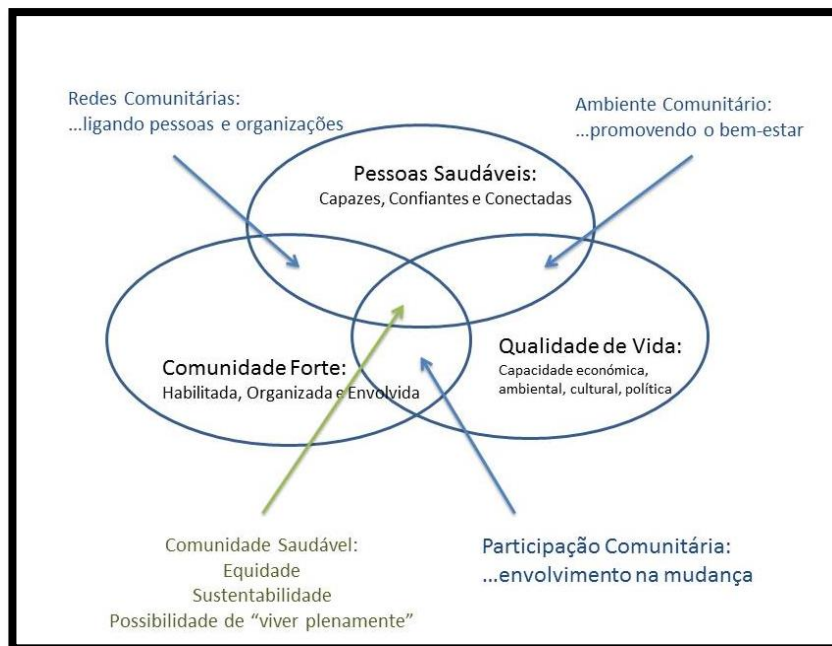 Redes Comunitárias:
...ligando pessoas e organizações
Ambiente Comunitário:
...promovendo o bem-estar
Pessoas Saudáveis:
Capazes, Confiantes e Conectadas
Comunidade Forte:
Habilitada, Organizada e Envolvida
Qualidade de Vida:
Capacidade económica,
ambiental, cultural, política
Comunidade Saudável:
Equidade
Sustentabilidade
Possibilidade de “viver plenamente”
Participação Comunitária:
...envolvimento na mudança